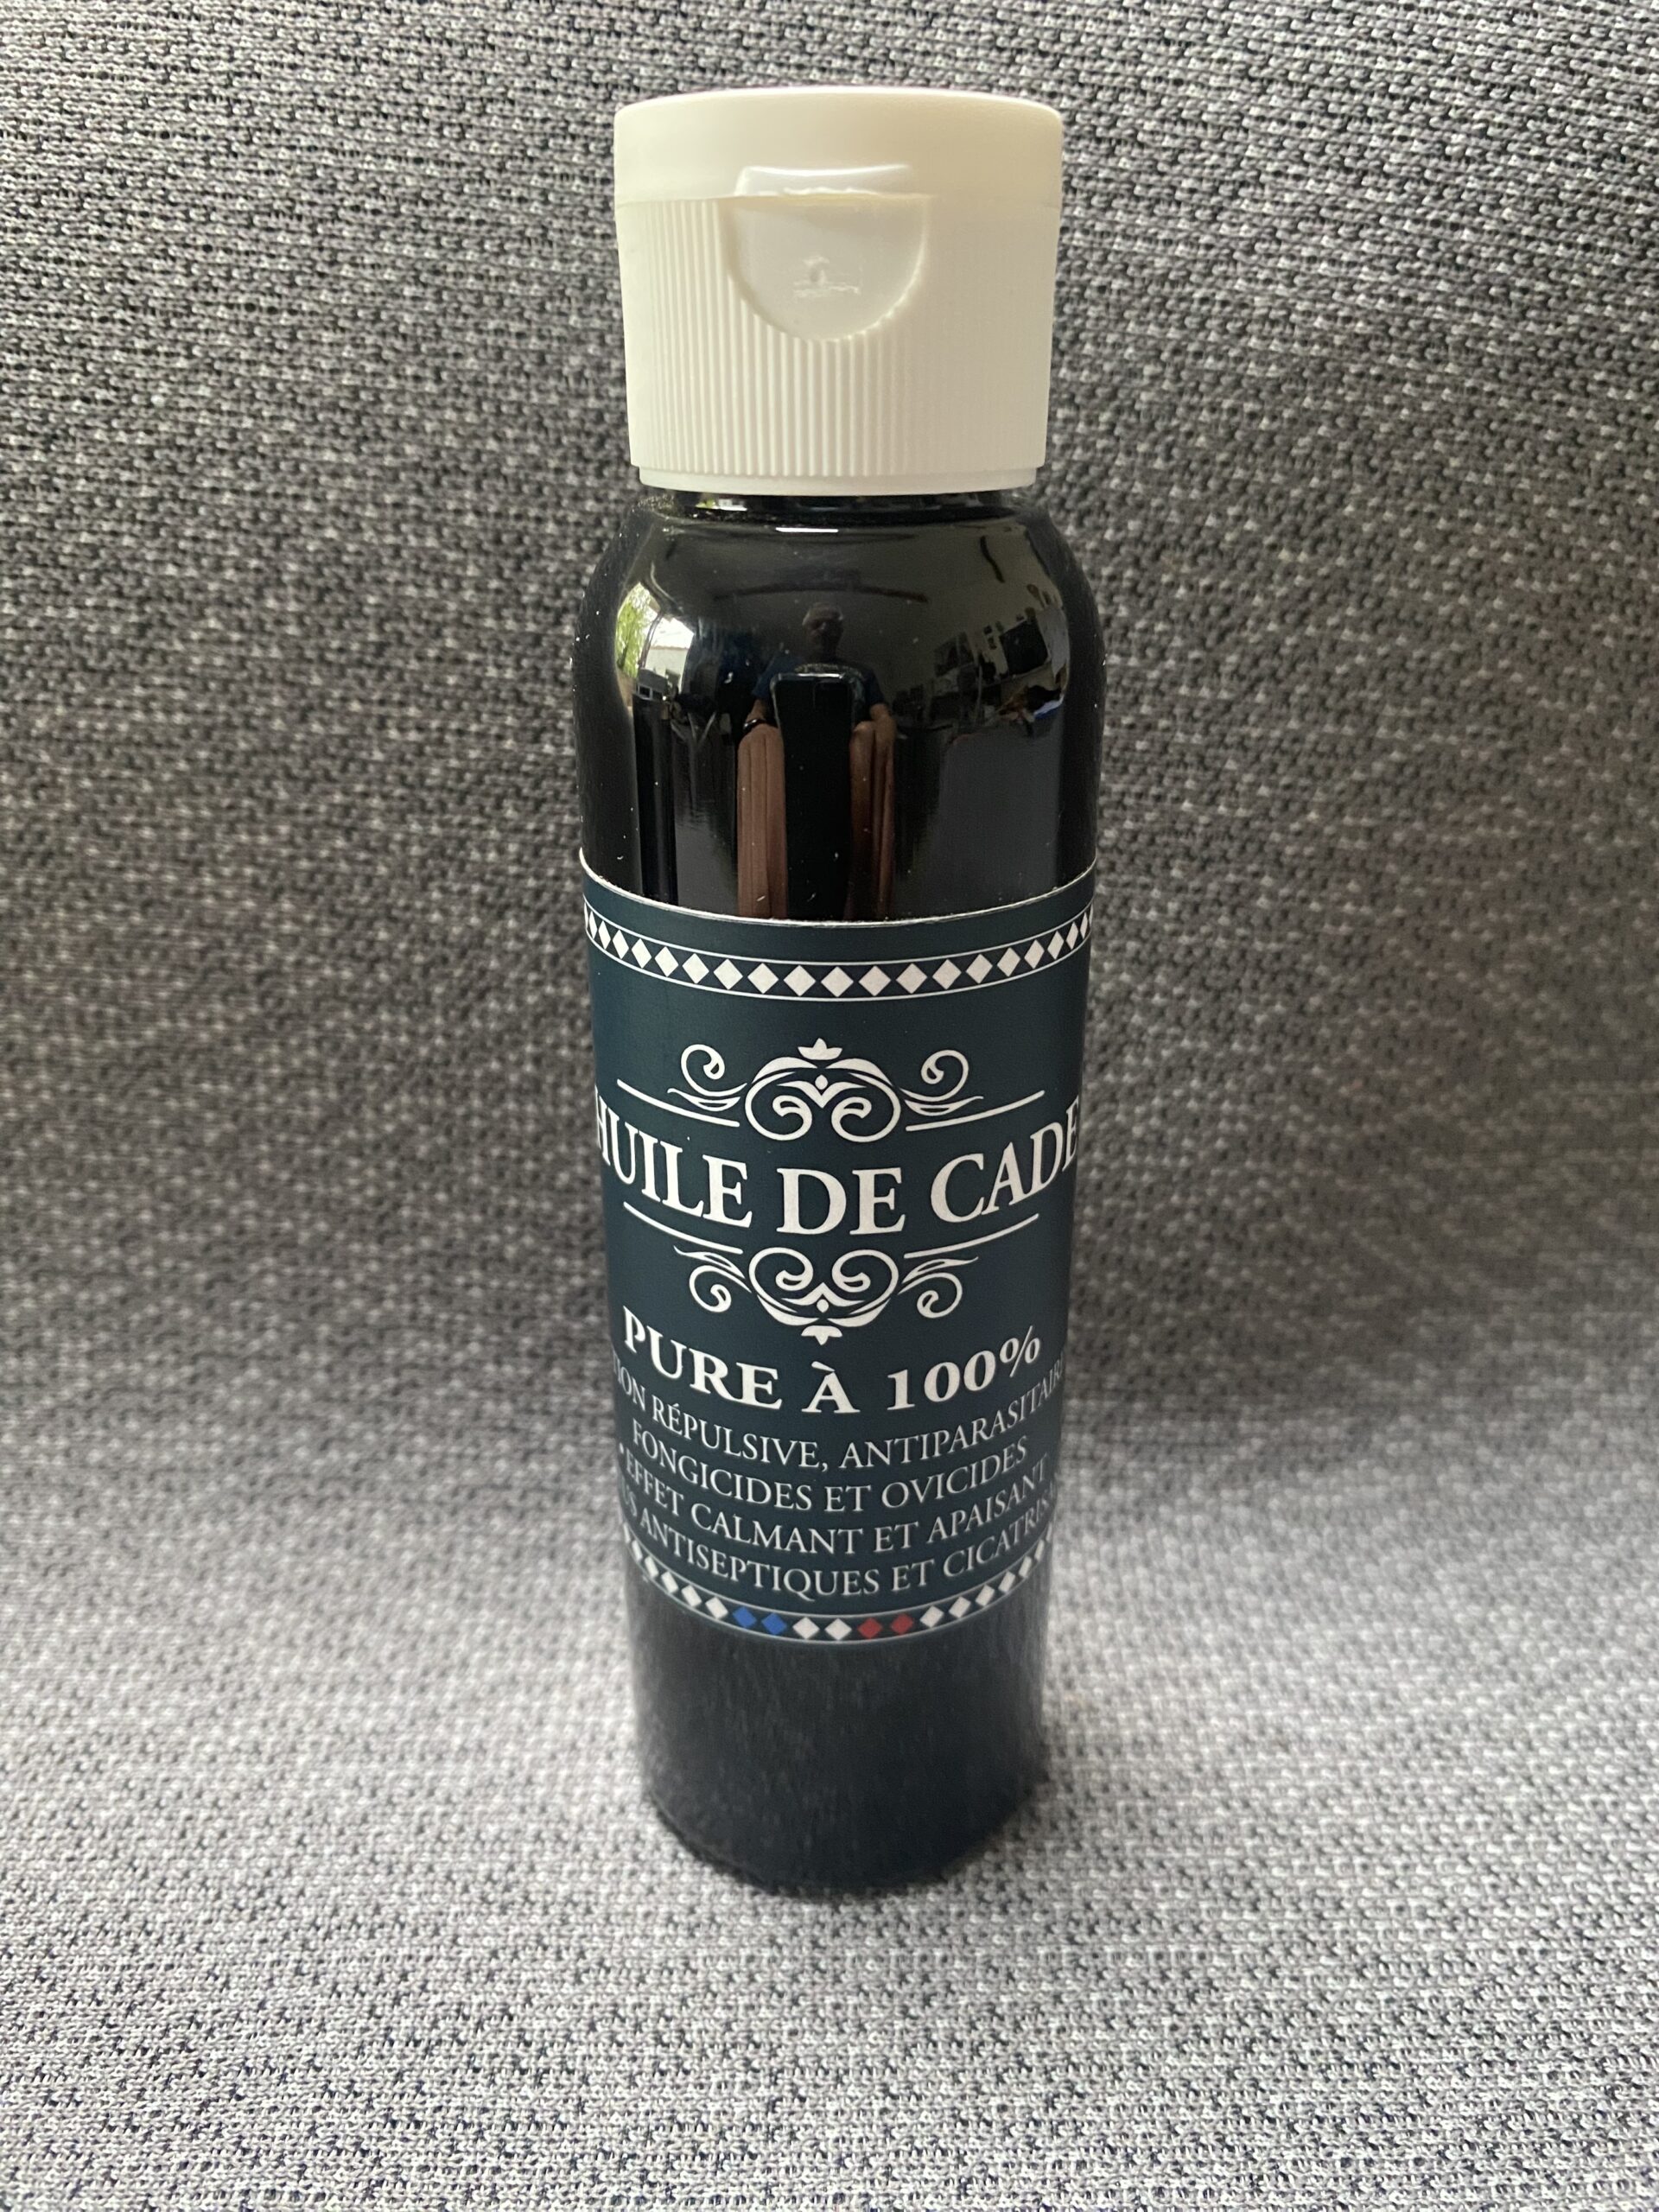 HUILE DE CADE
PURE À 100%
RÉPULSIVE, ANTIPARASITAIRE
FONGICIDES ET OVICIDES
• EFFET CALMANT ET APAISANT
ANTISEPTIQUES ET